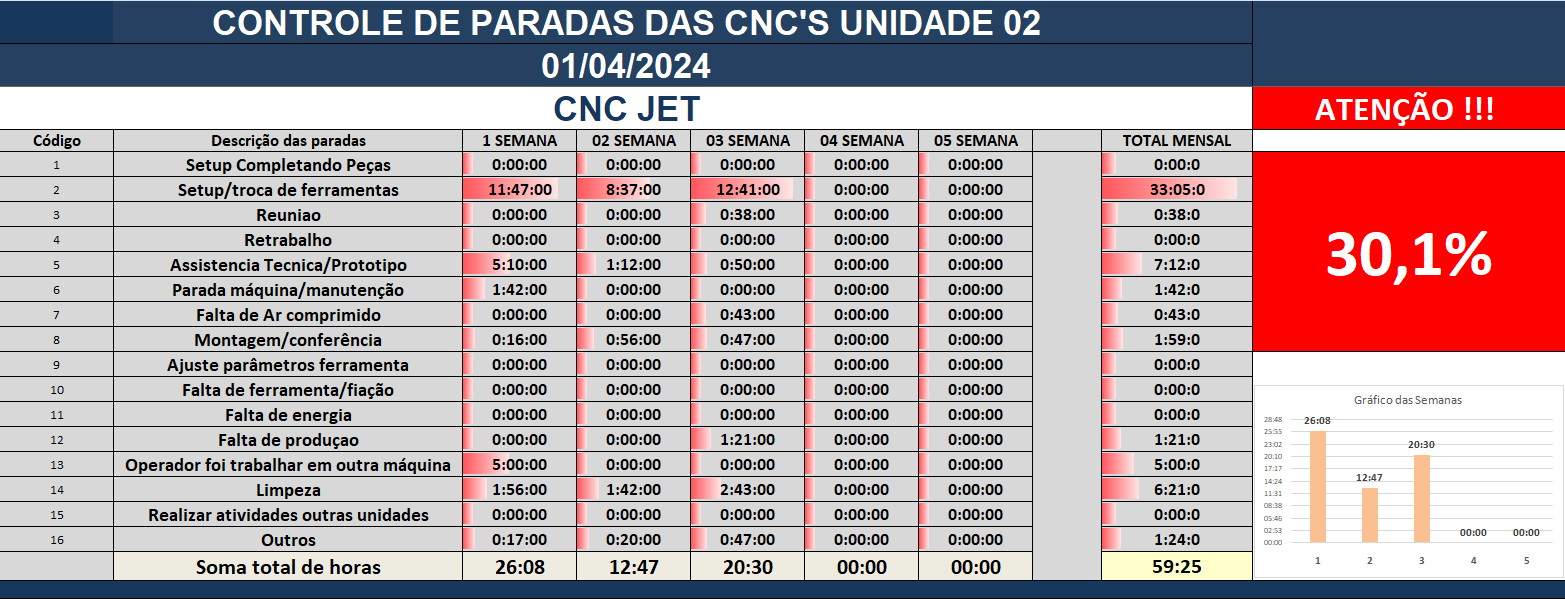 CONTROLE DE PARADAS DAS CNC'S UNIDADE 02
01/04/2024
CNC JET
ATENÇÃO !!!
Código Descrição das paradas 1 SEMANA 02 SEMANA 03 SEMANA 04 SEMANA 05 SEMANA TOTAL MENSAL
1 Setup Completando Peças 0:00:00 0:00:00 0:00:00 0:00:00 0:00:00 0:00:0
2 Setup/troca de ferramentas 11:47:00 8:37:00 12:41:00 0:00:00 0:00:00 33:05:0
3 Reuniao 0:00:00 0:00:00 0:38:00 0:00:00 0:00:00 0:38:0
4 Retrabalho 0:00:00 0:00:00 0:00:00 0:00:00 0:00:00 0:00:0
5 Assistencia Tecnica/Prototipo 5:10:00 1:12:00 0:50:00 0:00:00 0:00:00 7:12:0
6 Parada máquina/manutenção 1:42:00 0:00:00 0:00:00 0:00:00 0:00:00 1:42:0
7 Falta de Ar comprimido 0:00:00 0:00:00 0:43:00 0:00:00 0:00:00 0:43:0
8 Montagem/conferência 0:16:00 0:56:00 0:47:00 0:00:00 0:00:00 1:59:0
9 Ajuste parâmetros ferramenta 0:00:00 0:00:00 0:00:00 0:00:00 0:00:00 0:00:0
10 Falta de ferramenta/fiação 0:00:00 0:00:00 0:00:00 0:00:00 0:00:00 0:00:0
11 Falta de energia 0:00:00 0:00:00 0:00:00 0:00:00 0:00:00 0:00:0
12 Falta de produçao 0:00:00 0:00:00 1:21:00 0:00:00 0:00:00 1:21:0
13 Operador foi trabalhar em outra máquina 5:00:00 0:00:00 0:00:00 0:00:00 0:00:00 5:00:0
14 Limpeza 1:56:00 1:42:00 2:43:00 0:00:00 0:00:00 6:21:0
15 Realizar atividades outras unidades 0:00:00 0:00:00 0:00:00 0:00:00 0:00:00 0:00:0
16 Outros 0:17:00 0:20:00 0:47:00 0:00:00 0:00:00 1:24:0
Soma total de horas 26:08 12:47 20:30 00:00 00:00 59:25
30,1%
Gráfico das Semanas
28:48
25:55
23:02
20:10
17:17
14:24
11:31
08:38
05:46
02:53
00:00
26:08
12:47
20:30
00:00
00:00
1 2 3 4 5